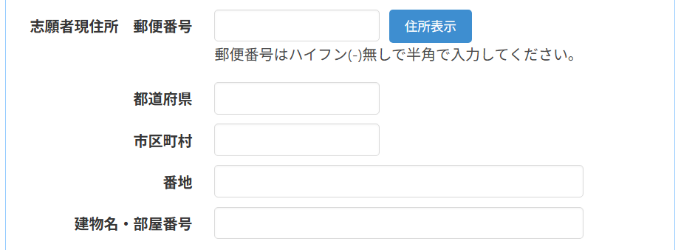 志願者現住所　郵便番号　住所表示
郵便番号はハイフン(-)無しで半角で入力してください。
都道府県
市区町村
番地
建物名・部屋番号